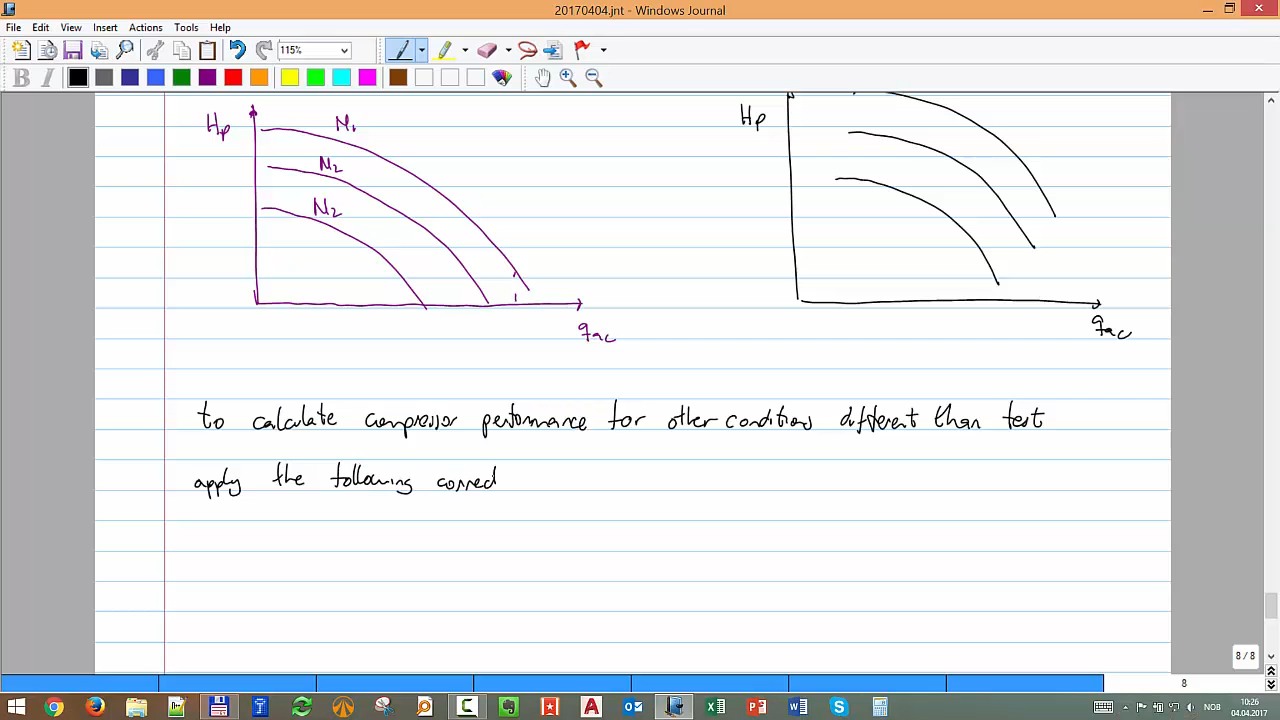 20170404.jnt - Windows Journal
File Edit View Insert Actions Tools Help
115%
B I
Hp N1
N2
N2
qac
Hp
qac
to calculate compressor performance for other conditions different than test
apply the following correct
8/8
8
NOB
10:26
04.04.2017